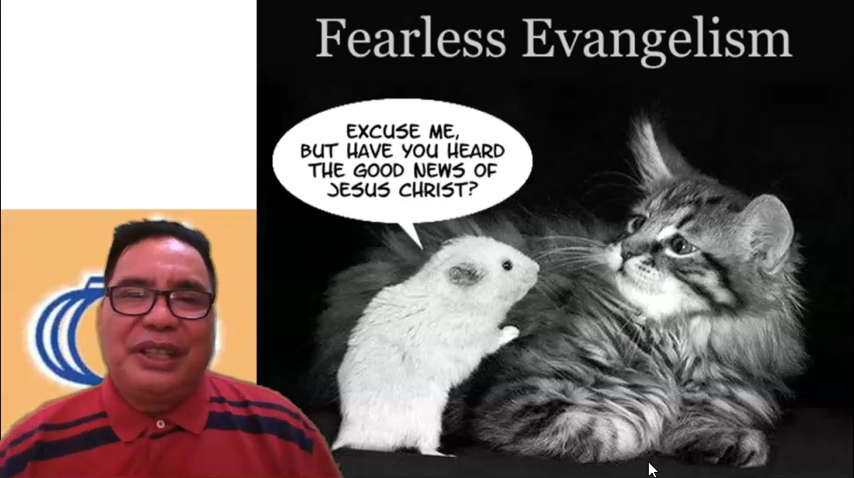 Fearless Evangelism
EXCUSE ME,
BUT HAVE YOU HEARD
THE GOOD NEWS OF
JESUS CHRIST?